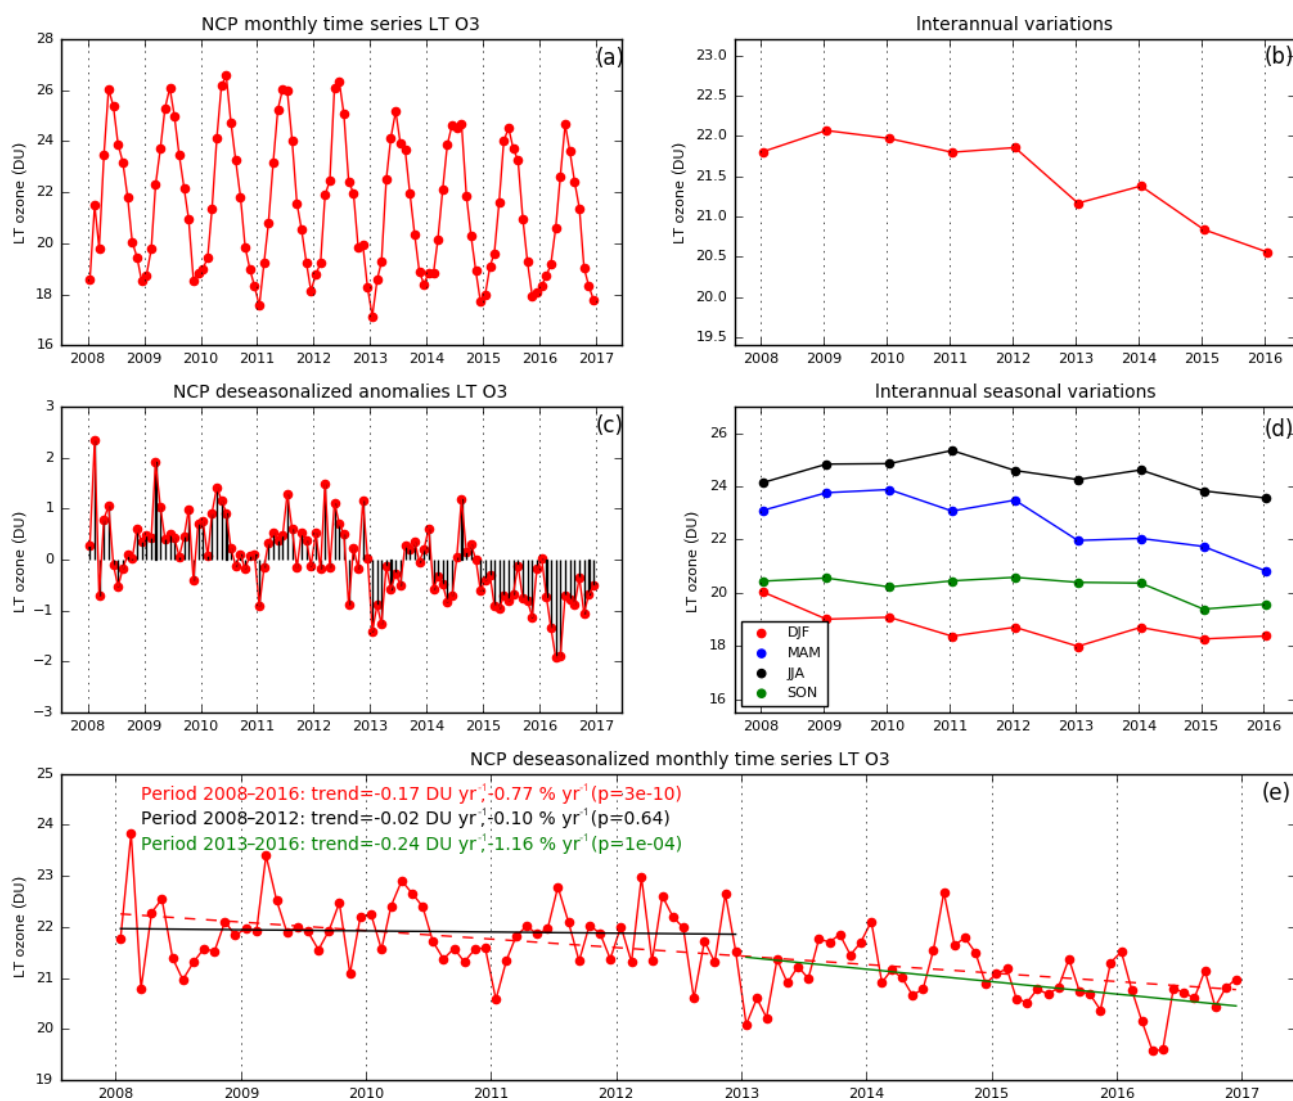 NCP monthly time series LT O3
(a)
LT ozone (DU)
28
26
24
22
20
18
16
2008 2009 2010 2011 2012 2013 2014 2015 2016 2017
Interannual variations
(b)
LT ozone (DU)
23.0
22.5
22.0
21.5
21.0
20.5
20.0
19.5
2008 2009 2010 2011 2012 2013 2014 2015 2016
NCP deseasonalized anomalies LT O3
(c)
LT ozone (DU)
3
2
1
0
−1
−2
−3
2008 2009 2010 2011 2012 2013 2014 2015 2016 2017
Interannual seasonal variations
(d)
LT ozone (DU)
26
24
22
20
18
16
DJF
MAM
JJA
SON
2008 2009 2010 2011 2012 2013 2014 2015 2016
NCP deseasonalized monthly time series LT O3
(e)
LT ozone (DU)
25
24
23
22
21
20
19
Period 2008–2016: trend=-0.17 DU yr⁻¹,-0.77 % yr⁻¹(p=3e-10)
Period 2008–2012: trend=-0.02 DU yr⁻¹,-0.10 % yr⁻¹(p=0.64)
Period 2013–2016: trend=-0.24 DU yr⁻¹,-1.16 % yr⁻¹(p=1e-04)
2008 2009 2010 2011 2012 2013 2014 2015 2016 2017